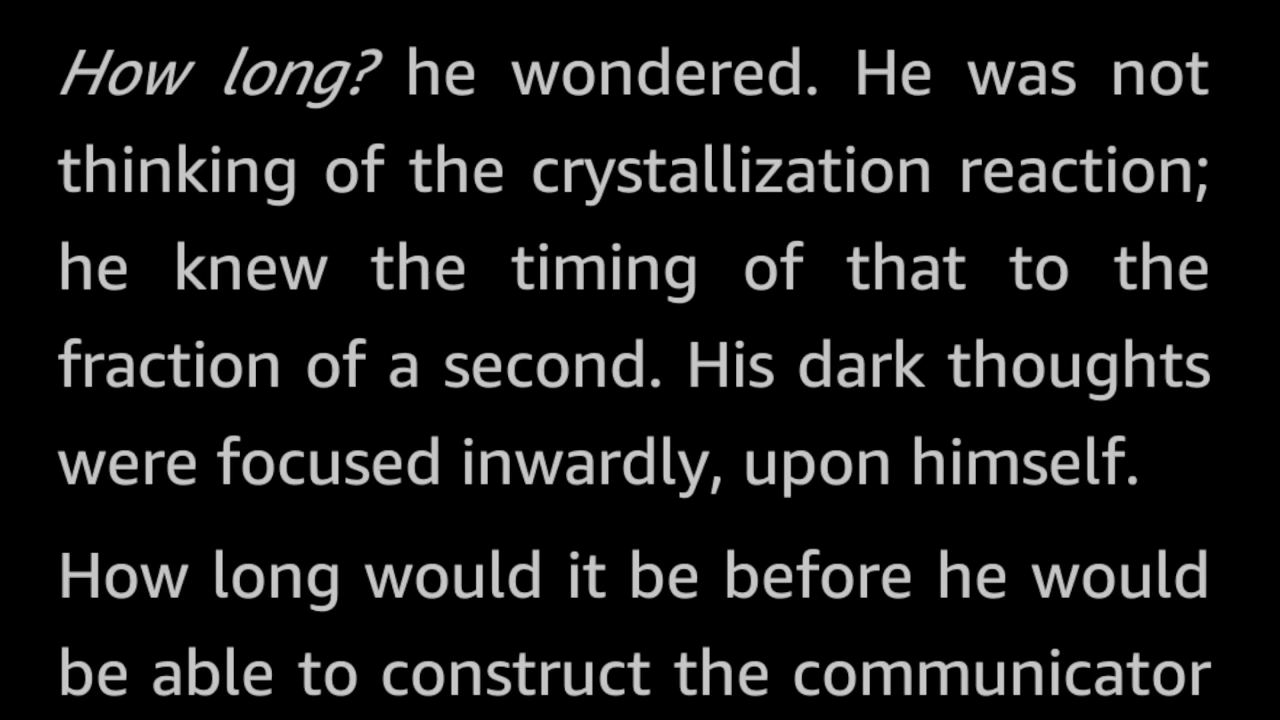 How long? he wondered. He was not
thinking of the crystallization reaction;
he knew the timing of that to the
fraction of a second. His dark thoughts
were focused inwardly, upon himself.
How long would it be before he would
be able to construct the communicator